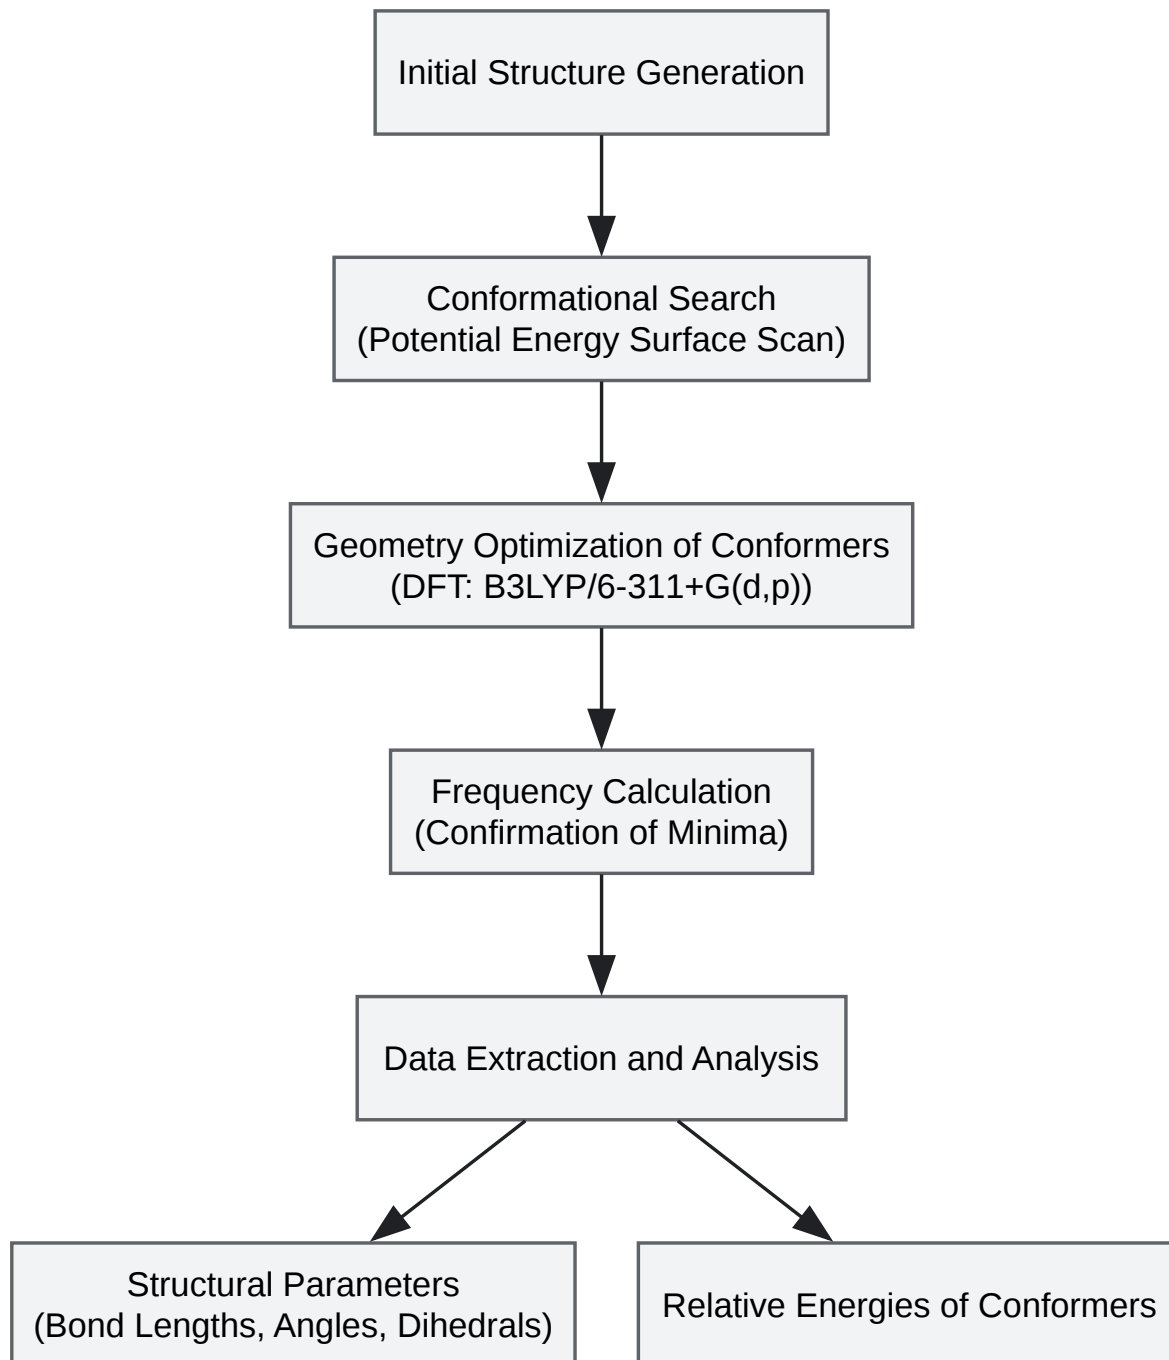 Initial Structure Generation
Conformational Search
(Potential Energy Surface Scan)
Geometry Optimization of Conformers
(DFT: B3LYP/6-311+G(d,p))
Frequency Calculation
(Confirmation of Minima)
Data Extraction and Analysis
Structural Parameters
(Bond Lengths, Angles, Dihedrals)
Relative Energies of Conformers